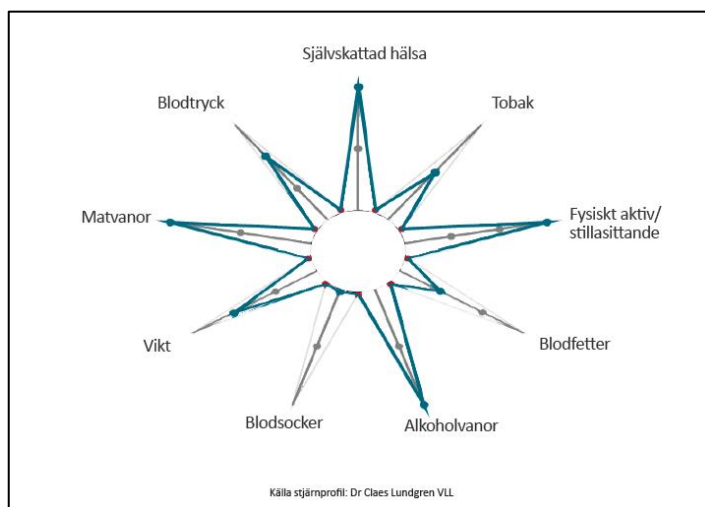 Självskattad hälsa
Blodtryck
Tobak
Matvanor
Fysiskt aktiv/
stillasittande
Vikt
Blodfetter
Blodsocker
Alkoholvanor
Källa stjärnprofil: Dr Claes Lundgren VLL